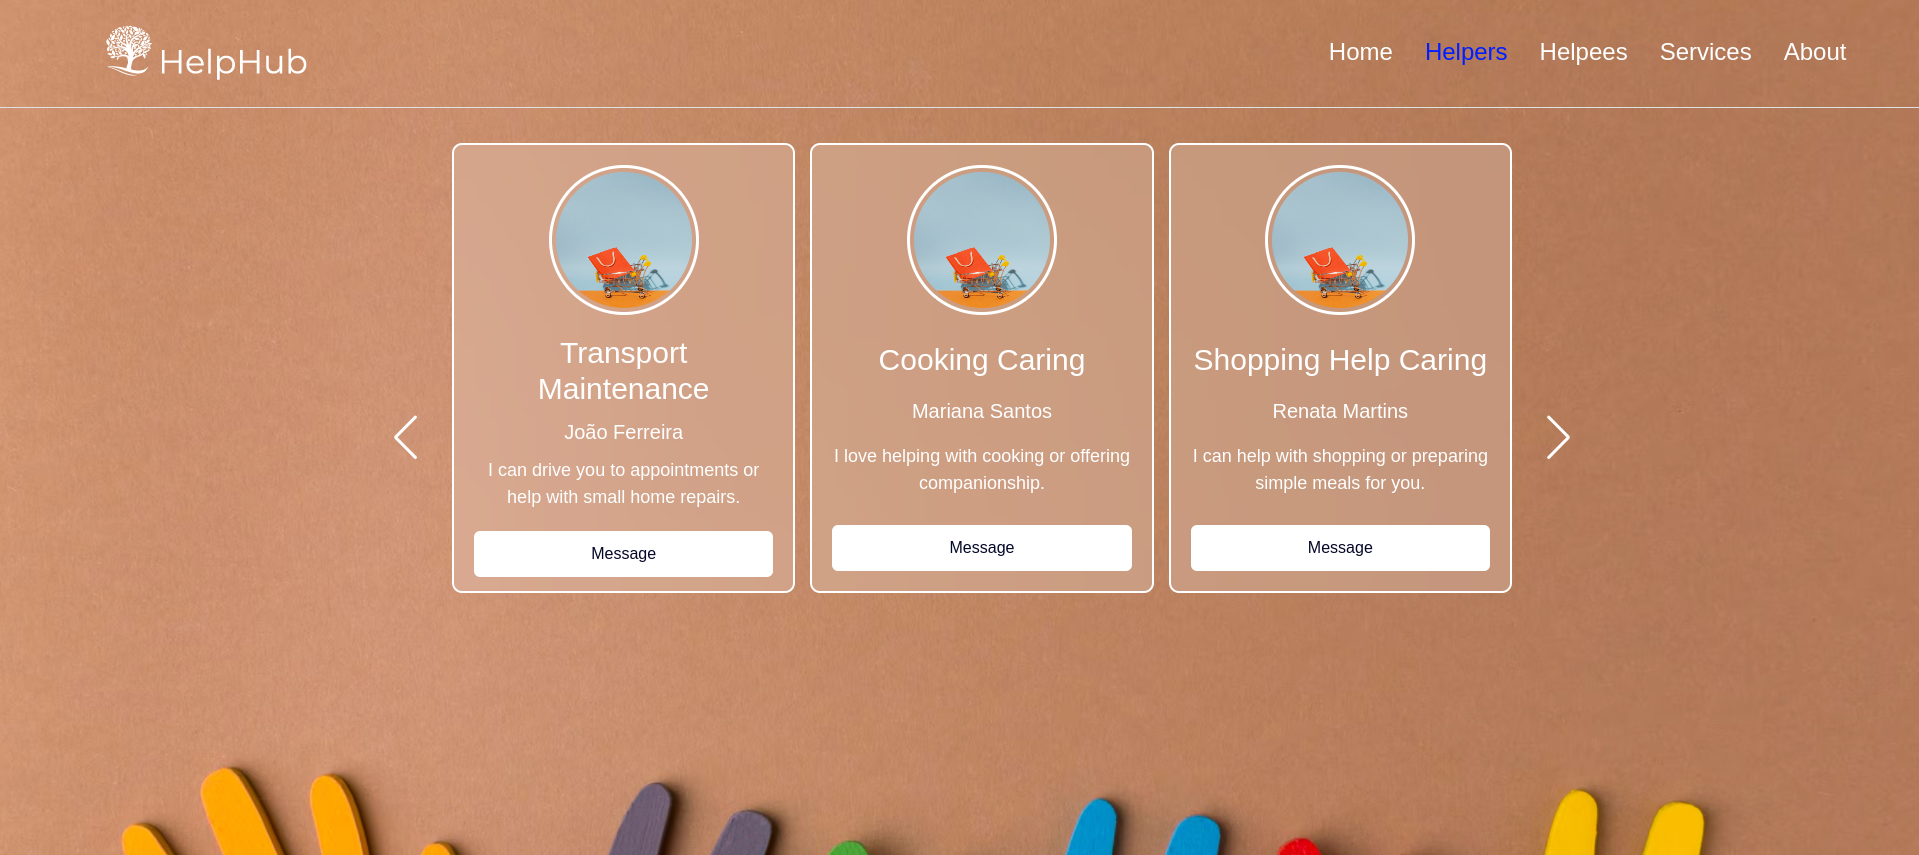 HelpHub
Home Helpers Helpees Services About
Transport
Maintenance
João Ferreira
I can drive you to appointments or
help with small home repairs.
Message
Cooking Caring
Mariana Santos
I love helping with cooking or offering
companionship.
Message
Shopping Help Caring
Renata Martins
I can help with shopping or preparing
simple meals for you.
Message